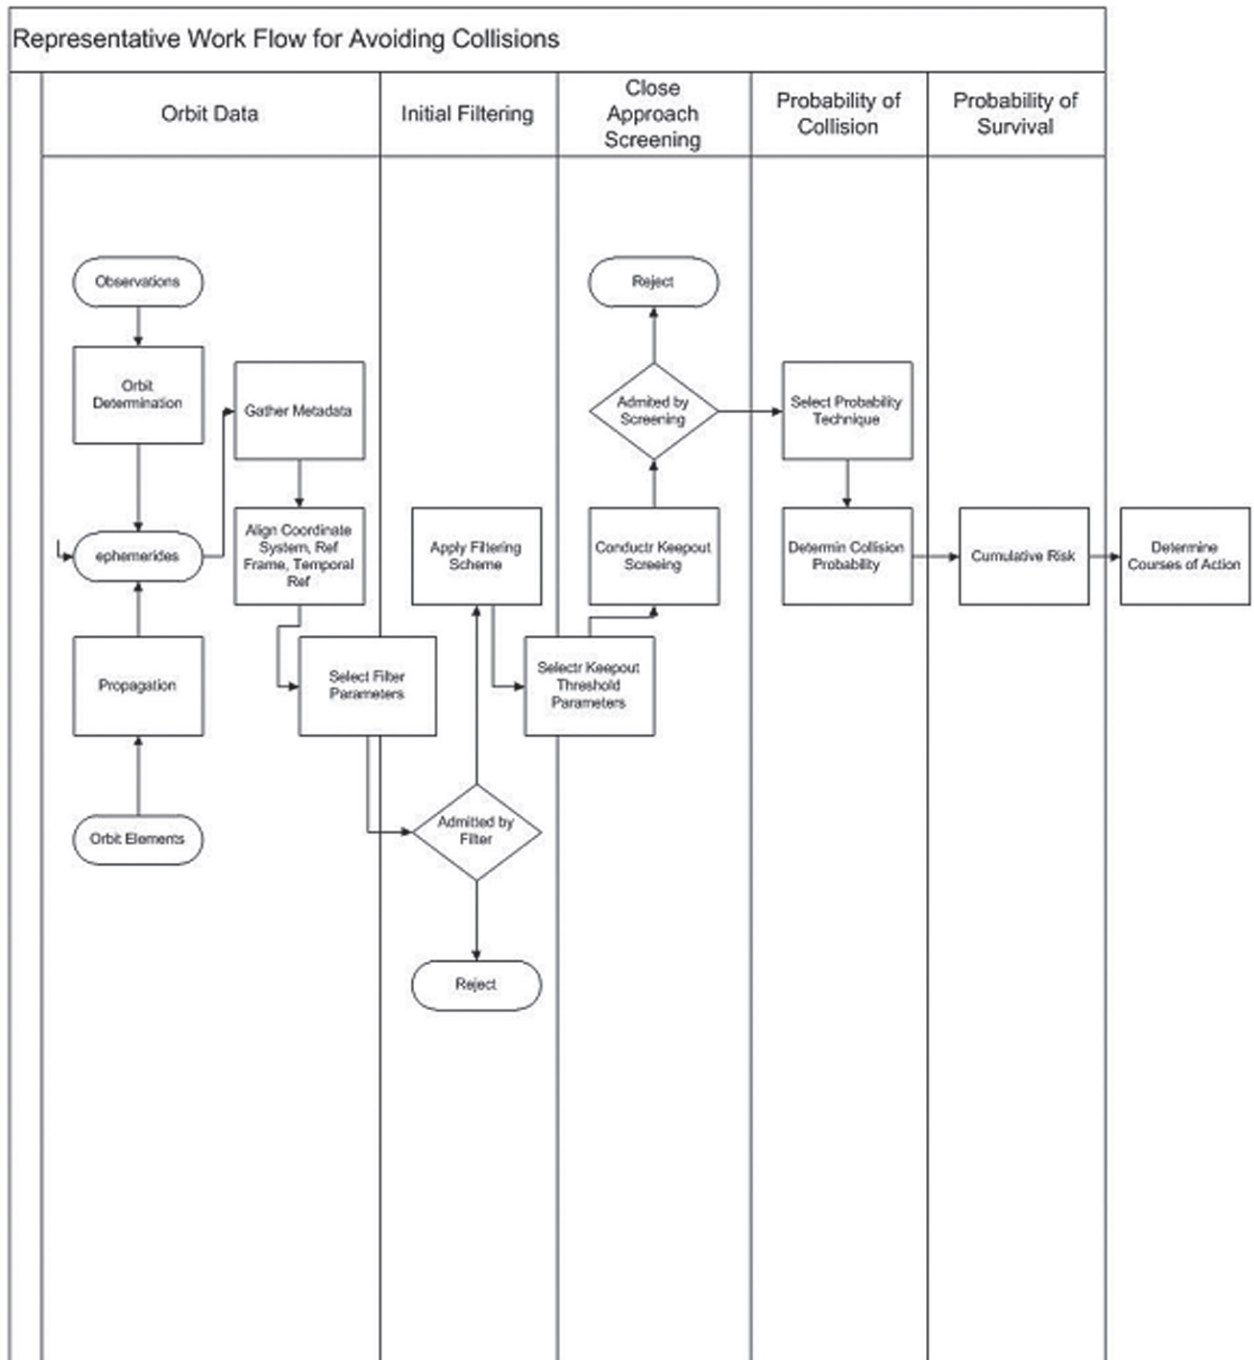 Representative Work Flow for Avoiding Collisions
Orbit Data
Initial Filtering
Close
Approach
Screening
Probability of
Collision
Probability of
Survival
Observations
Orbit
Determination
ephemerides
Propagation
Orbit Elements
Gather Metadata
Align Coordinate
System, Ref
Frame, Temporal
Ref
Select Filter
Parameters
Apply Filtering
Scheme
Admitted by
Filter
Reject
Reject
Admited by
Screening
Conductr Keepout
Screeing
Selectr Keepout
Threshold
Parameters
Select Probability
Technique
Determin Collision
Probability
Cumulative Risk
Determine
Courses of Action